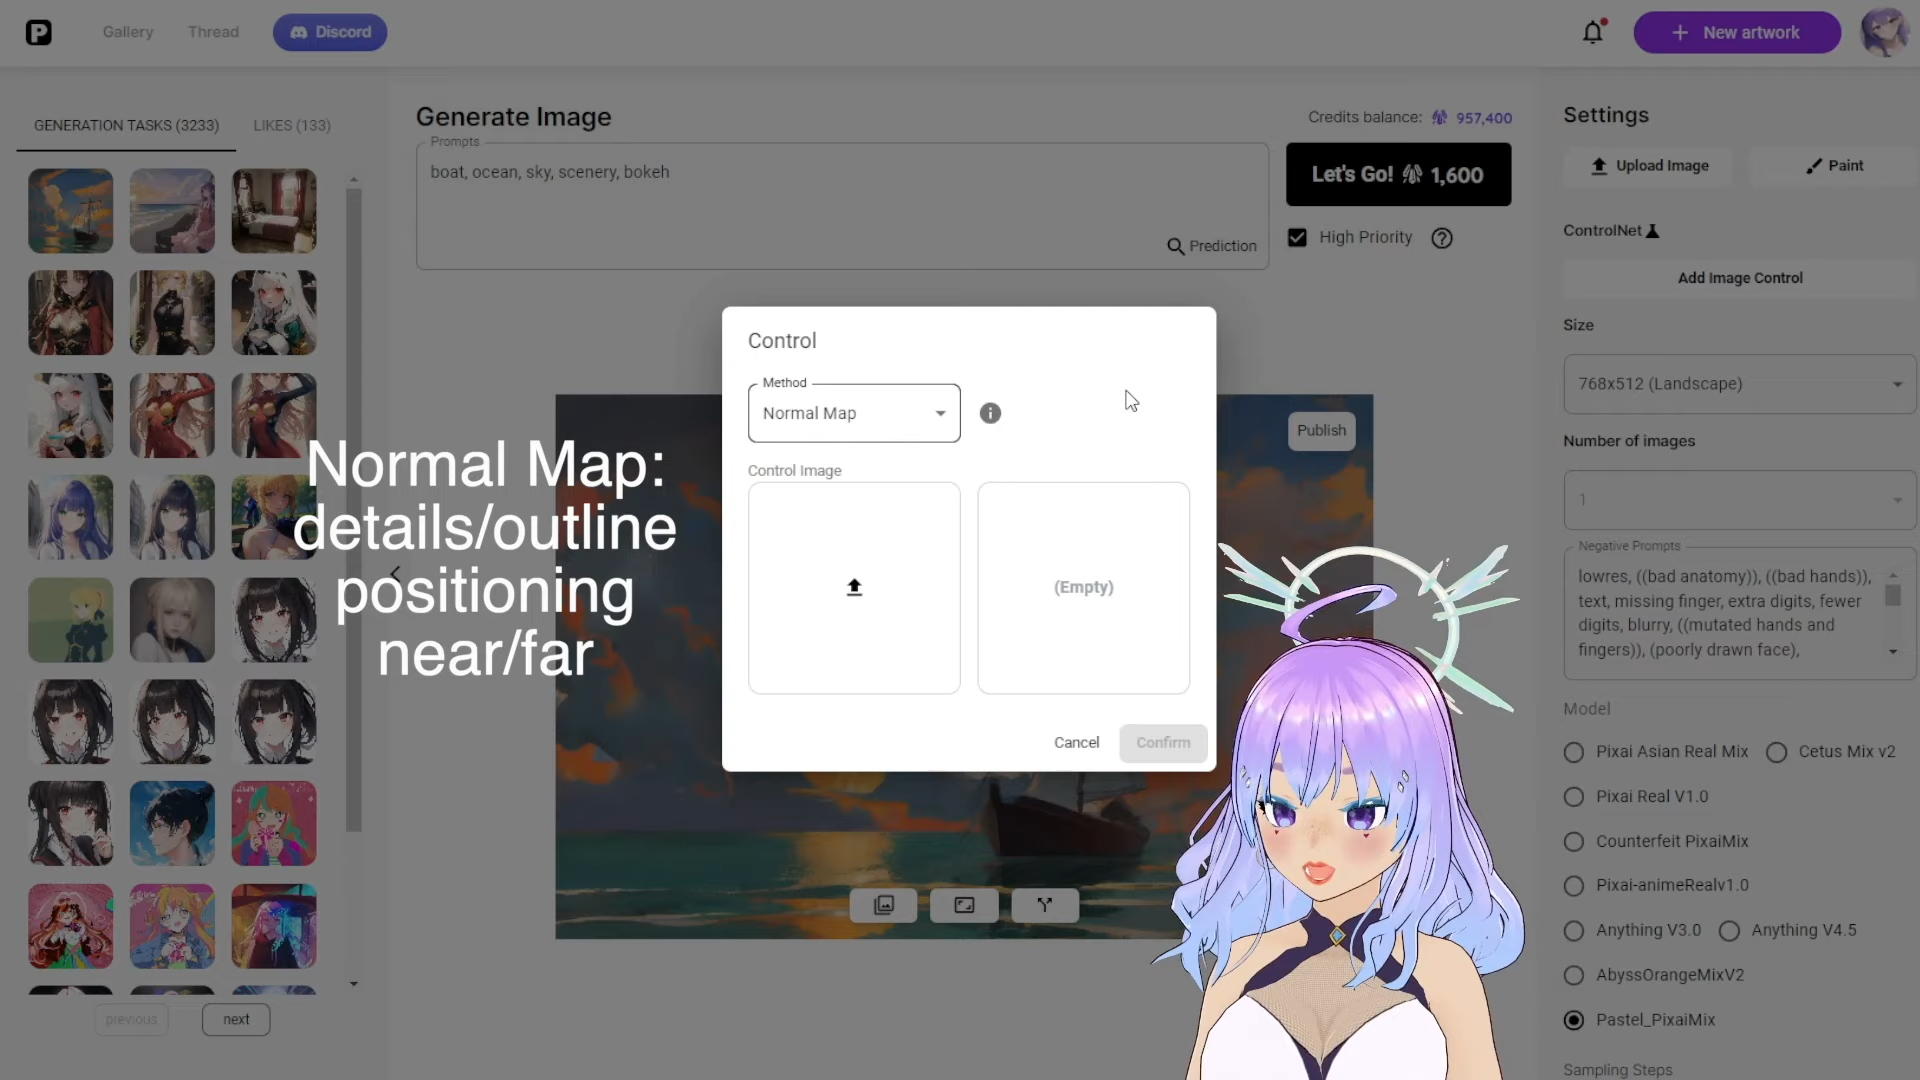 P
Gallery
Thread
Discord
New artwork
GENERATION TASKS (3233)
LIKES (133)
previous
next
Generate Image
Credits balance: 957,400
Prompts
boat, ocean, sky, scenery, bokeh
Prediction
Let's Go! 1,600
High Priority
Publish
Control
Method
Normal Map
Control Image
(Empty)
Cancel
Confirm
Normal Map:
details/outline
positioning
near/far
Settings
Upload Image
Paint
ControlNet
Add Image Control
Size
768x512 (Landscape)
Number of images
1
Negative Prompts
lowres, ((bad anatomy)), ((bad hands)),
text, missing finger, extra digits, fewer
digits, blurry, ((mutated hands and
fingers)), (poorly drawn face),
Model
Pixai Asian Real Mix
Cetus Mix v2
Pixai Real V1.0
Counterfeit PixaiMix
Pixai-animeRealv1.0
Anything V3.0
Anything V4.5
AbyssOrangeMixV2
Pastel_PixaiMix
Sampling Steps